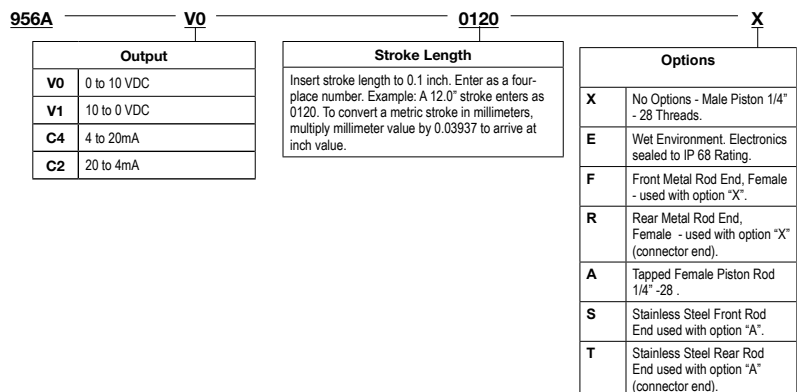 956A V0 0120 X
Output
V0 0 to 10 VDC
V1 10 to 0 VDC
C4 4 to 20mA
C2 20 to 4mA
Stroke Length
Insert stroke length to 0.1 inch. Enter as a four-
place number. Example: A 12.0” stroke enters as
0120. To convert a metric stroke in millimeters,
multiply millimeter value by 0.03937 to arrive at
inch value.
Options
X No Options - Male Piston 1/4”
- 28 Threads.
E Wet Environment. Electronics
sealed to IP 68 Rating.
F Front Metal Rod End, Female
- used with option “X”.
R Rear Metal Rod End,
Female - used with option “X”
(connector end).
A Tapped Female Piston Rod
1/4” -28 .
S Stainless Steel Front Rod
End used with option “A”.
T Stainless Steel Rear Rod
End used with option “A”
(connector end).